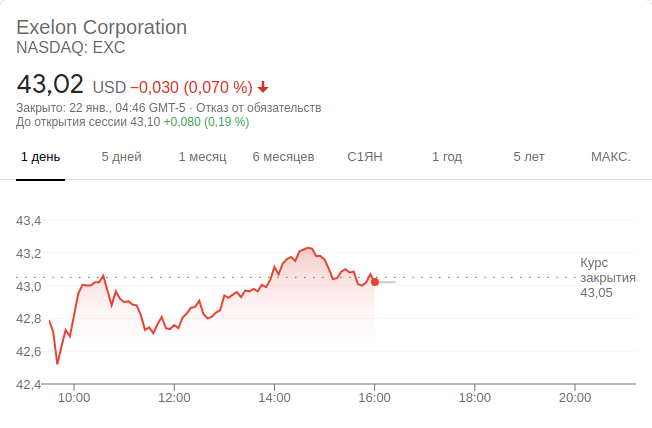 Exelon Corporation
NASDAQ: EXC
43,02 USD −0,030 (0,070 %)
Закрыто: 22 янв., 04:46 GMT-5 · Отказ от обязательств
До открытия сессии 43,10 +0,080 (0,19 %)
1 день 5 дней 1 месяц 6 месяцев С1ЯН 1 год 5 лет МАКС.
43,4
43,2
43,0
42,8
42,6
42,4
Курс
закрытия
43,05
10:00 12:00 14:00 16:00 18:00 20:00